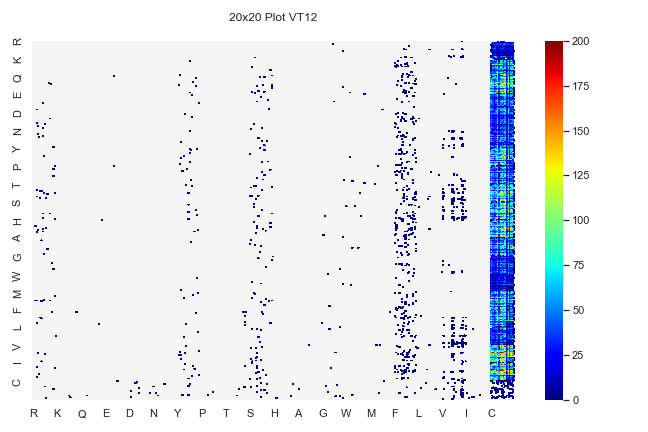 20x20 Plot VT12
R
K
Q
E
D
N
Y
P
T
S
H
A
G
W
M
F
L
V
I
C
R K Q E D N Y P T S H A G W M F L V I C
200
175
150
125
100
75
50
25
0